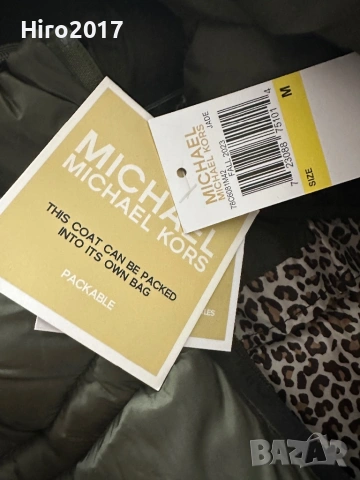 Hiro2017
MICHAEL
MICHAEL KORS
THIS COAT CAN BE PACKED
INTO ITS OWN BAG
PACKABLE
MICHAEL
MICHAEL KORS
FALL 2023 JADE
M
SIZE
BAZAR